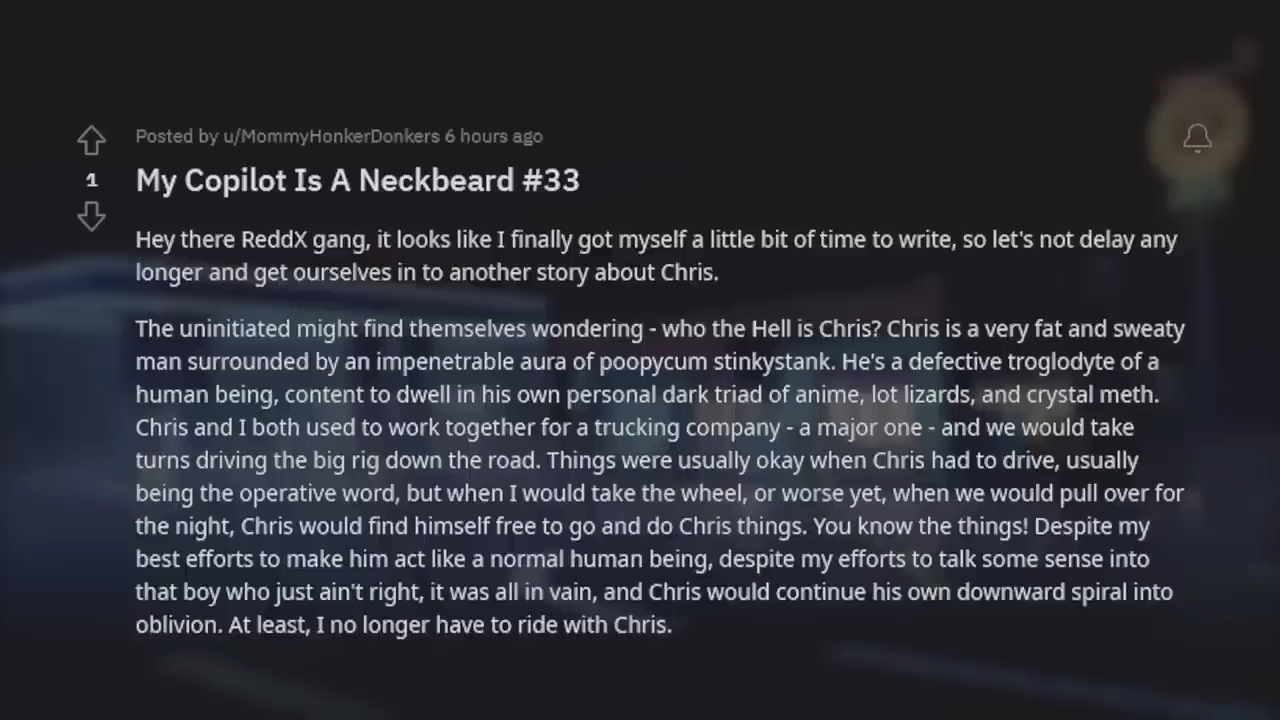 Posted by u/MommyHonkerDonkers 6 hours ago
1
My Copilot Is A Neckbeard #33
Hey there ReddX gang, it looks like I finally got myself a little bit of time to write, so let's not delay any
longer and get ourselves in to another story about Chris.
The uninitiated might find themselves wondering - who the Hell is Chris? Chris is a very fat and sweaty
man surrounded by an impenetrable aura of poopycum stinkystank. He's a defective troglodyte of a
human being, content to dwell in his own personal dark triad of anime, lot lizards, and crystal meth.
Chris and I both used to work together for a trucking company - a major one - and we would take
turns driving the big rig down the road. Things were usually okay when Chris had to drive, usually
being the operative word, but when I would take the wheel, or worse yet, when we would pull over for
the night, Chris would find himself free to go and do Chris things. You know the things! Despite my
best efforts to make him act like a normal human being, despite my efforts to talk some sense into
that boy who just ain't right, it was all in vain, and Chris would continue his own downward spiral into
oblivion. At least, I no longer have to ride with Chris.